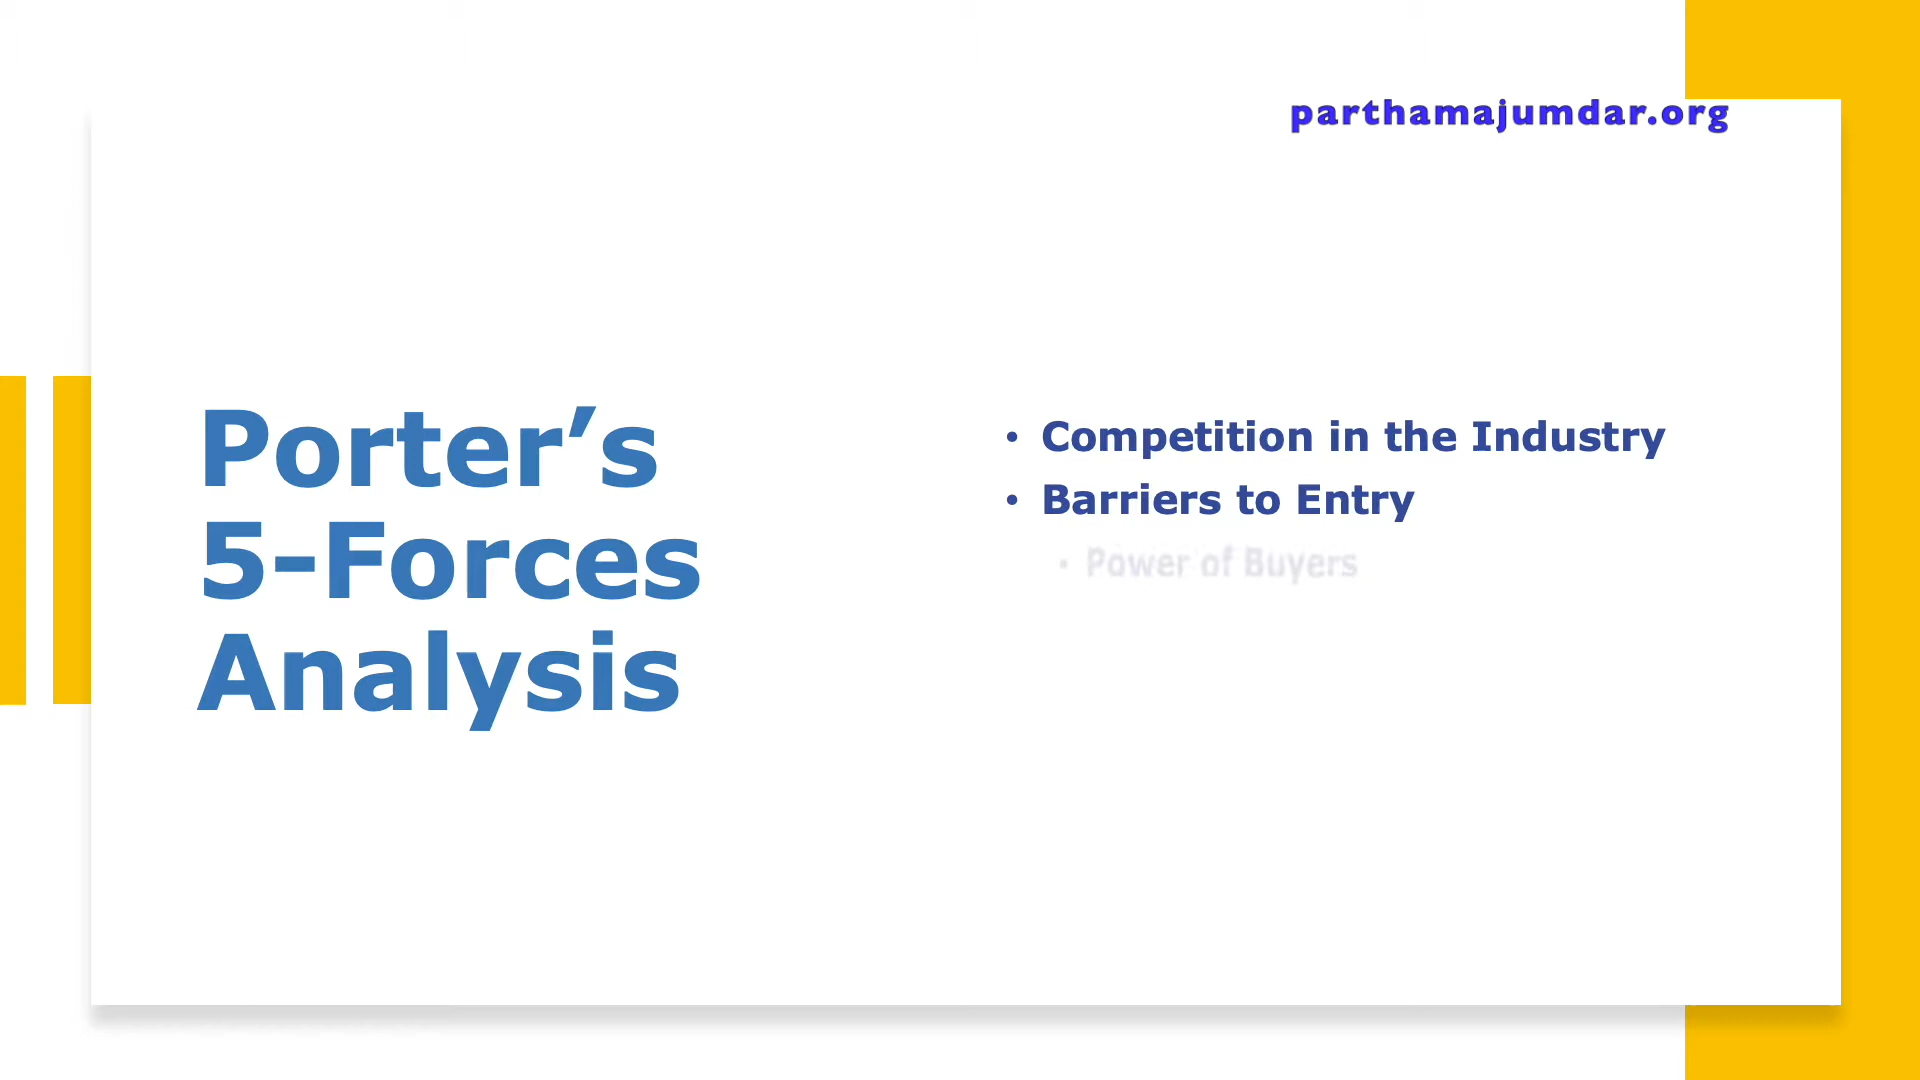 parthamajumdar.org
Porter’s
5-Forces
Analysis
• Competition in the Industry
• Barriers to Entry
• Power of Buyers